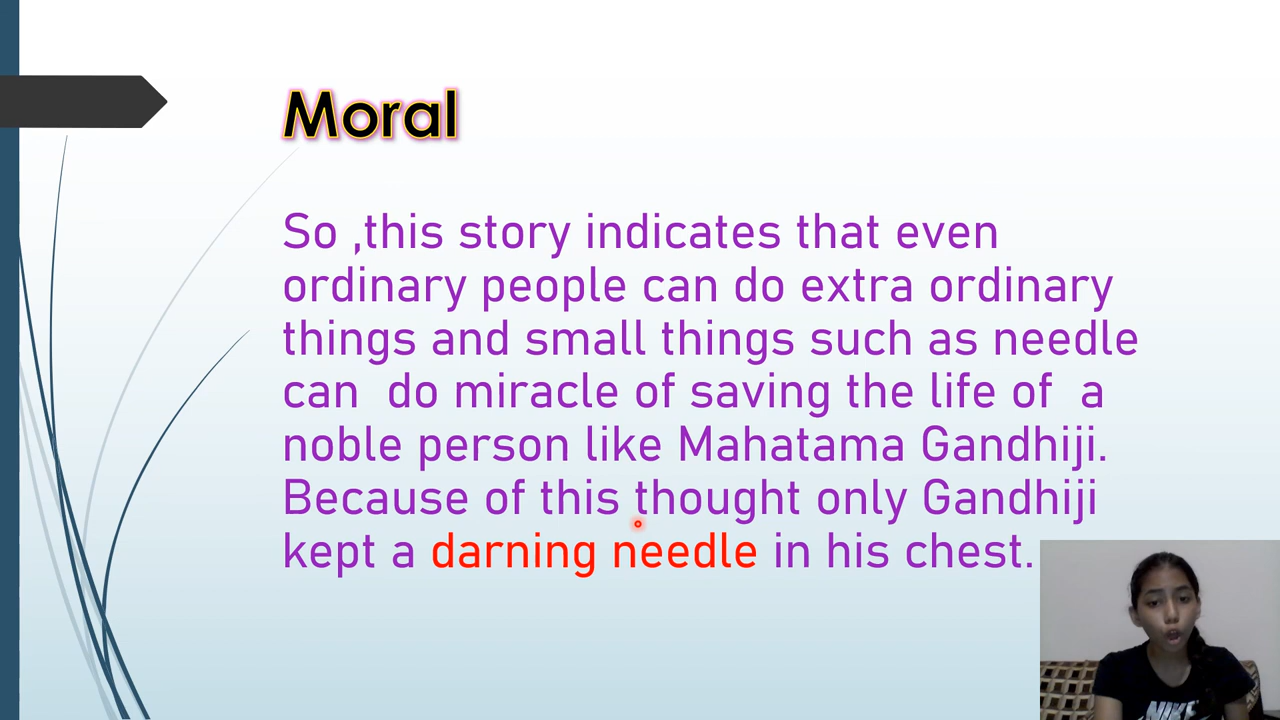 Moral
So ,this story indicates that even
ordinary people can do extra ordinary
things and small things such as needle
can  do miracle of saving the life of  a
noble person like Mahatama Gandhiji.
Because of this thought only Gandhiji
kept a darning needle in his chest.
NIKE